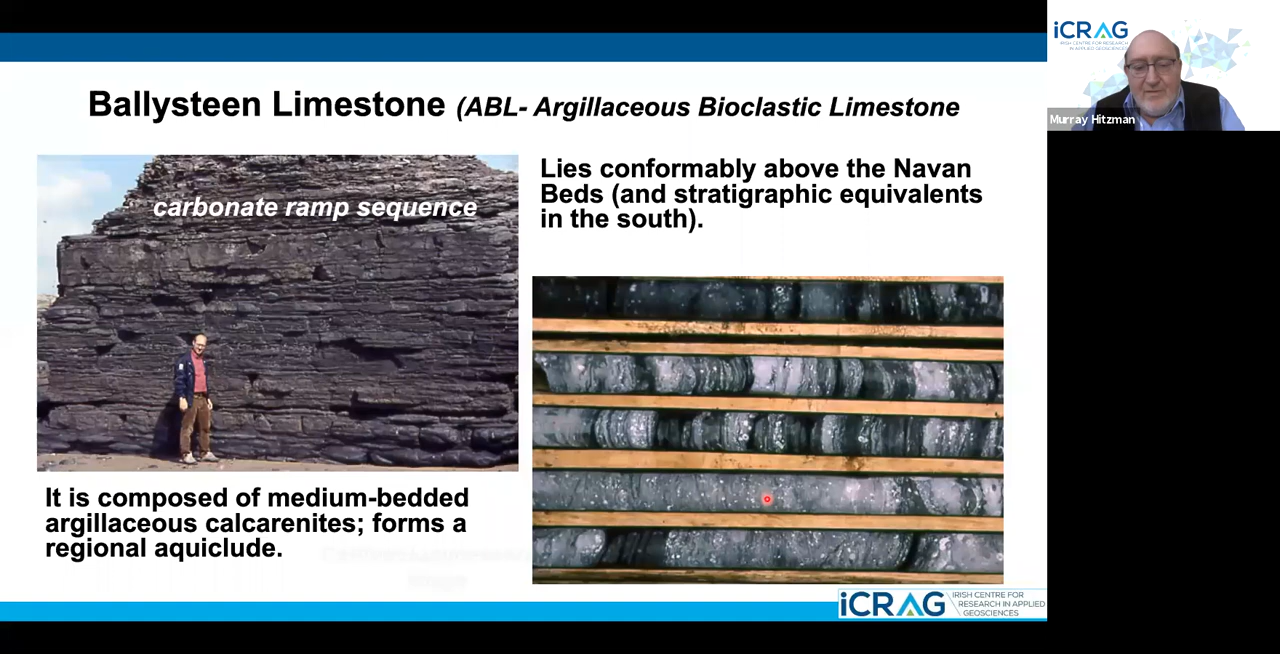 Ballysteen Limestone (ABL- Argillaceous Bioclastic Limestone
carbonate ramp sequence
Lies conformably above the Navan
Beds (and stratigraphic equivalents
in the south).
It is composed of medium-bedded
argillaceous calcarenites; forms a
regional aquiclude.
iCRAG
IRISH CENTRE FOR
RESEARCH IN APPLIED
GEOSCIENCES
iCRAG
IRISH CENTRE FOR RESEARCH
IN APPLIED GEOSCIENCES
Murray Hitzman